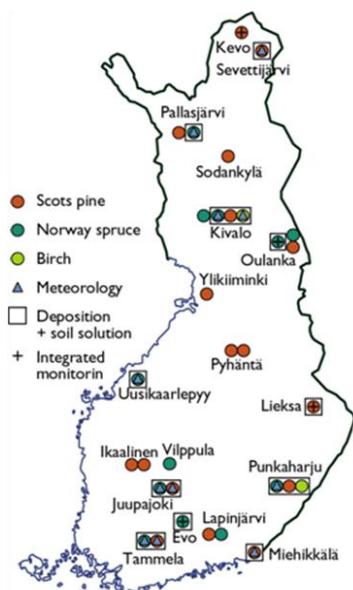 Kevo
Sevettijärvi
Pallasjärvi
Sodankylä
Scots pine
Norway spruce
Birch
Meteorology
Deposition
+ soil solution
Integrated
monitorin
Kivalo
Oulanka
Ylikiiminki
Pyhäntä
Uusikaarlepyy
Lieksa
Ikaalinen
Vilppula
Punkaharju
Juupajoki
Evo
Lapinjärvi
Tammela
Miehikkälä